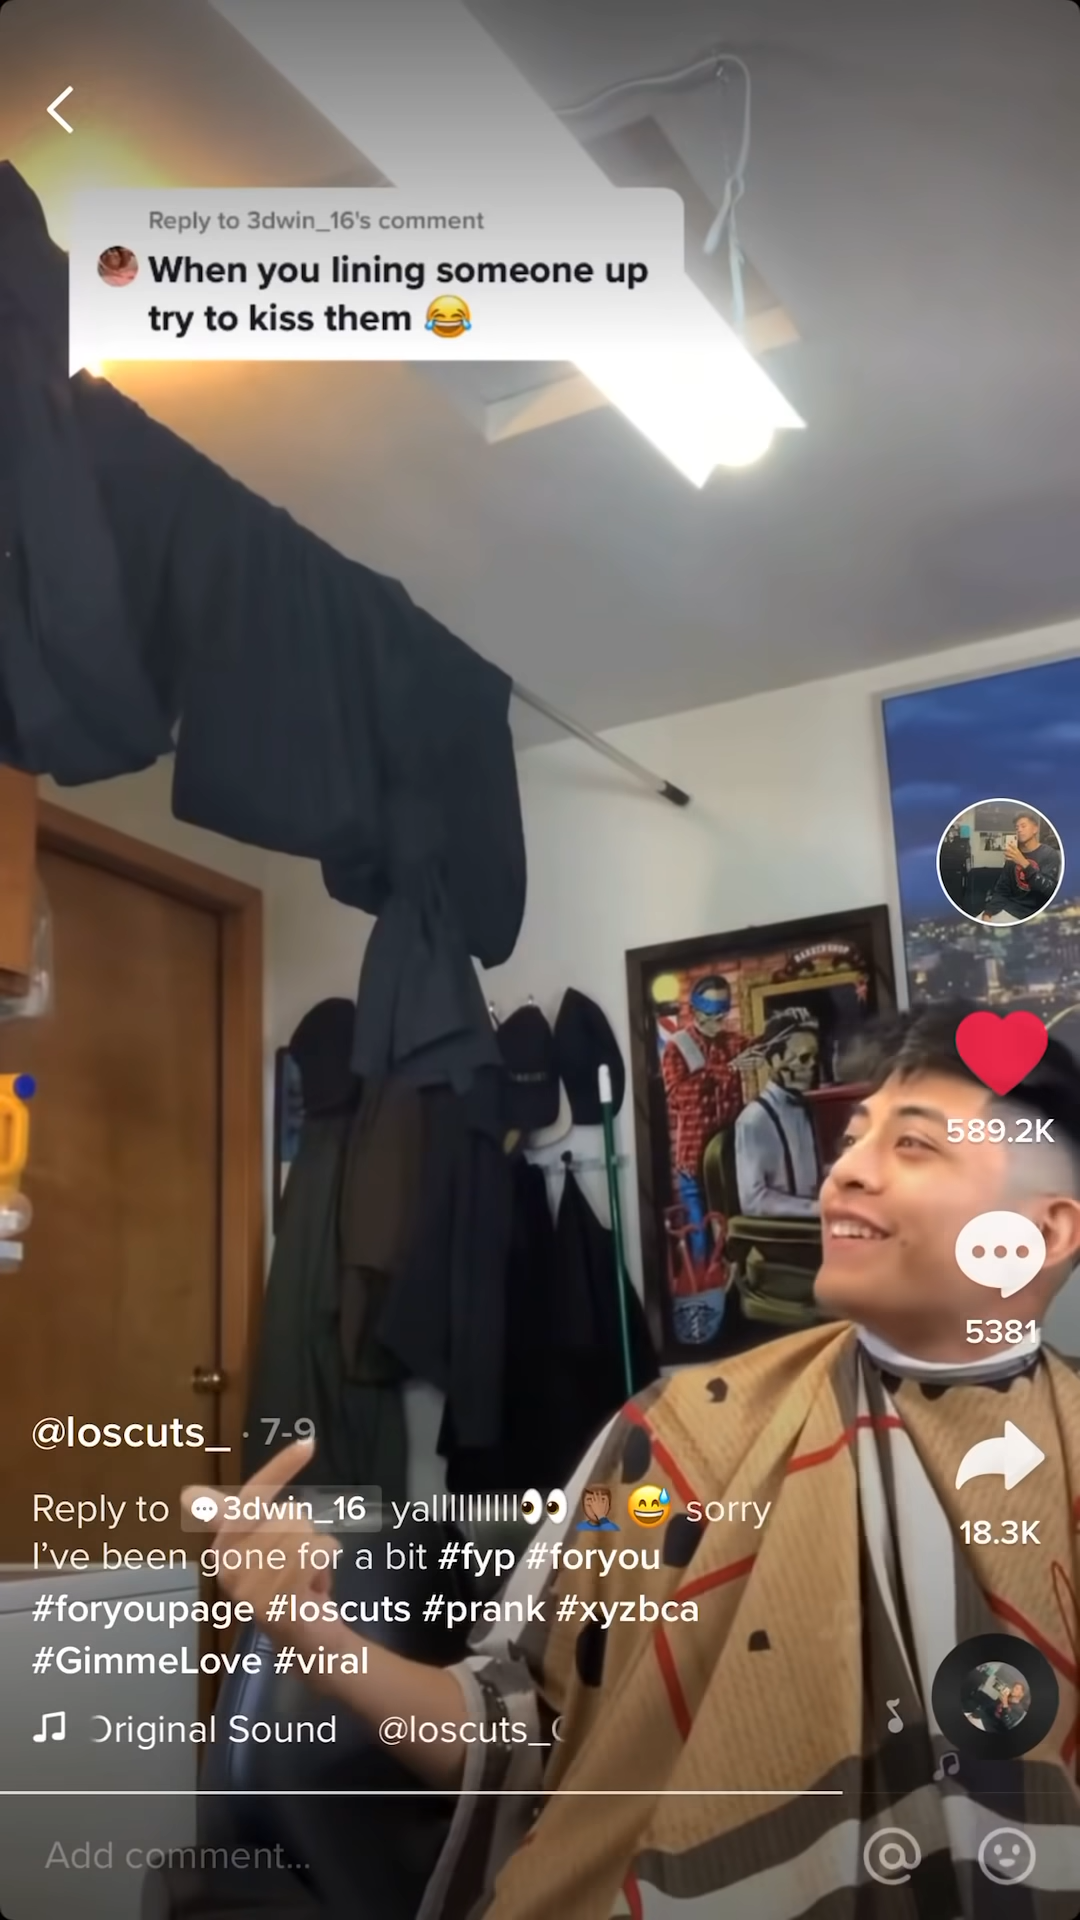 Reply to 3dwin_16's comment
When you lining someone up
try to kiss them 😂
BARBERSHOP
589.2K
5381
@loscuts_ · 7-9
Reply to 3dwin_16 yallllllllll👀🤦🏽‍♂️😅 sorry
I've been gone for a bit #fyp #foryou
#foryoupage #loscuts #prank #xyzbca
#GimmeLove #viral
18.3K
Original Sound @loscuts_
Add comment...